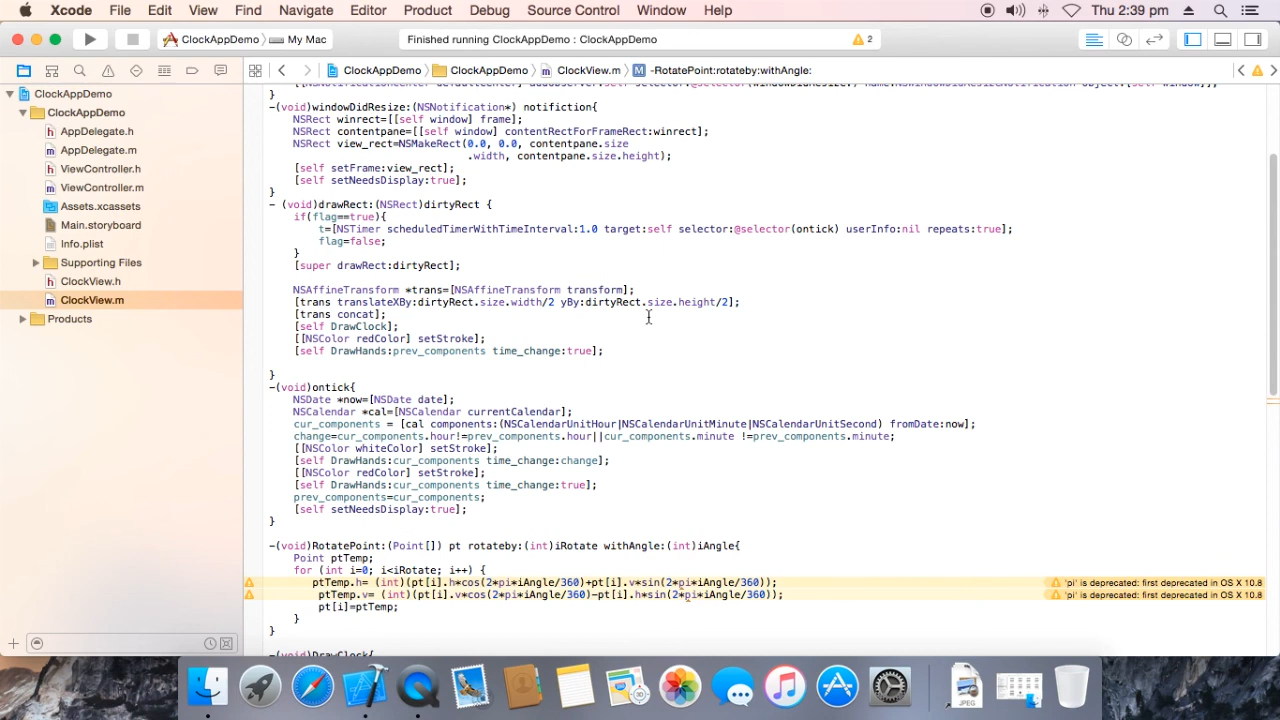 Xcode File Edit View Find Navigate Editor Product Debug Source Control Window Help Thu 2:39 pm
ClockAppDemo My Mac Finished running ClockAppDemo : ClockAppDemo 2
ClockAppDemo ClockAppDemo ClockView.m M -RotatePoint:rotateby:withAngle:
ClockAppDemo
ClockAppDemo
AppDelegate.h
AppDelegate.m
ViewController.h
ViewController.m
Assets.xcassets
Main.storyboard
Info.plist
Supporting Files
ClockView.h
ClockView.m
Products
}
-(void)windowDidResize:(NSNotification*) notifiction{
NSRect winrect=[[self window] frame];
NSRect contentpane=[[self window] contentRectForFrameRect:winrect];
NSRect view_rect=NSMakeRect(0.0, 0.0, contentpane.size
.width, contentpane.size.height);
[self setFrame:view_rect];
[self setNeedsDisplay:true];
}
- (void)drawRect:(NSRect)dirtyRect {
if(flag==true){
t=[NSTimer scheduledTimerWithTimeInterval:1.0 target:self selector:@selector(ontick) userInfo:nil repeats:true];
flag=false;
}
[super drawRect:dirtyRect];
NSAffineTransform *trans=[NSAffineTransform transform];
[trans translateXBy:dirtyRect.size.width/2 yBy:dirtyRect.size.height/2];
[trans concat];
[self DrawClock];
[[NSColor redColor] setStroke];
[self DrawHands:prev_components time_change:true];
}
-(void)ontick{
NSDate *now=[NSDate date];
NSCalendar *cal=[NSCalendar currentCalendar];
cur_components = [cal components:(NSCalendarUnitHour|NSCalendarUnitMinute|NSCalendarUnitSecond) fromDate:now];
change=cur_components.hour!=prev_components.hour||cur_components.minute !=prev_components.minute;
[[NSColor whiteColor] setStroke];
[self DrawHands:cur_components time_change:change];
[[NSColor redColor] setStroke];
[self DrawHands:cur_components time_change:true];
prev_components=cur_components;
[self setNeedsDisplay:true];
}
-(void)RotatePoint:(Point[]) pt rotateby:(int)iRotate withAngle:(int)iAngle{
Point ptTemp;
for (int i=0; i<iRotate; i++) {
ptTemp.h= (int)(pt[i].h*cos(2*pi*iAngle/360)+pt[i].v*sin(2*pi*iAngle/360)); 'pi' is deprecated: first deprecated in OS X 10.8
ptTemp.v= (int)(pt[i].v*cos(2*pi*iAngle/360)-pt[i].h*sin(2*pi*iAngle/360)); 'pi' is deprecated: first deprecated in OS X 10.8
pt[i]=ptTemp;
}
}
JPEG